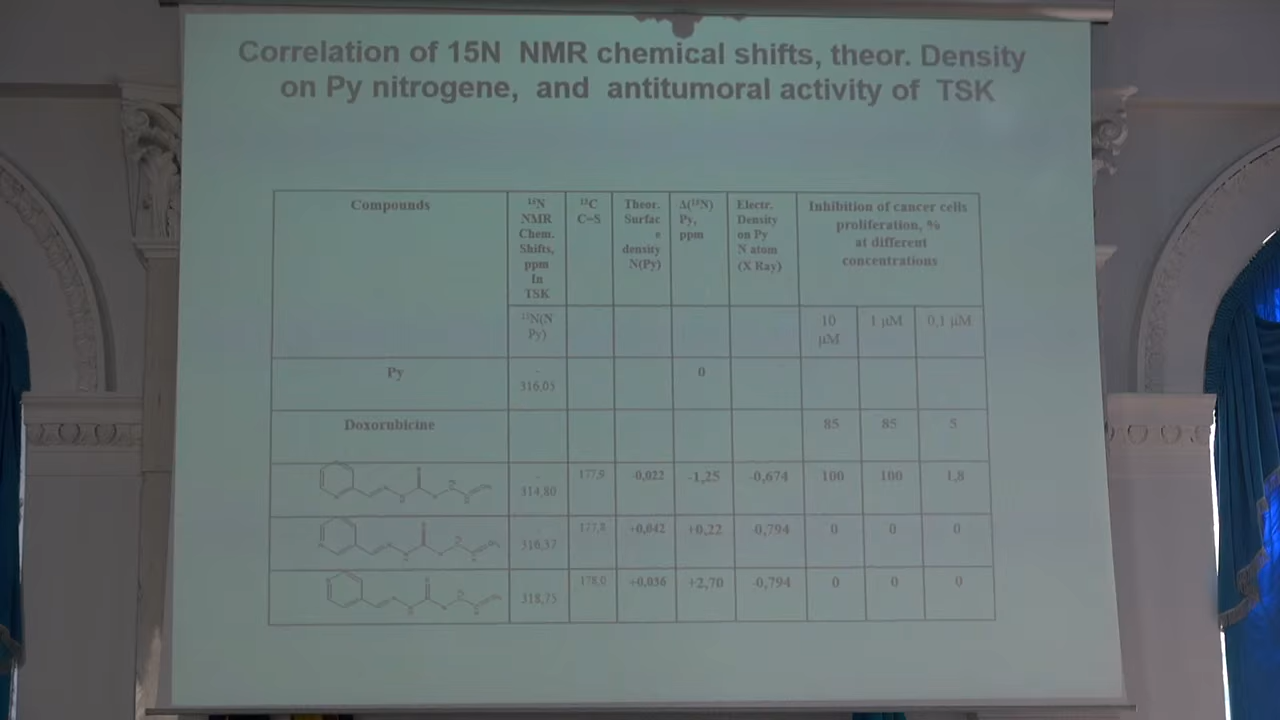 Correlation of 15N NMR chemical shifts, theor. Density
on Py nitrogene, and antitumoral activity of TSK
Compounds
¹⁵N
NMR
Chem.
Shifts,
ppm
In
TSK
¹³C
C=S
Theor.
Surfac
e
density
N(Py)
Δ(¹⁵N)
Py,
ppm
Electr.
Density
on Py
N atom
(X Ray)
Inhibition of cancer cells
proliferation, %
at different
concentrations
¹⁵N(N
Py)
10
μM
1 μM
0,1 μM
Py
-
316,05
0
Doxorubicine
85
85
5
-
314,80
177,9
-0,022
-1,25
-0,674
100
100
1,8
-
316,37
177,8
+0,042
+0,22
-0,794
0
0
0
-
318,75
178,0
+0,036
+2,70
-0,794
0
0
0